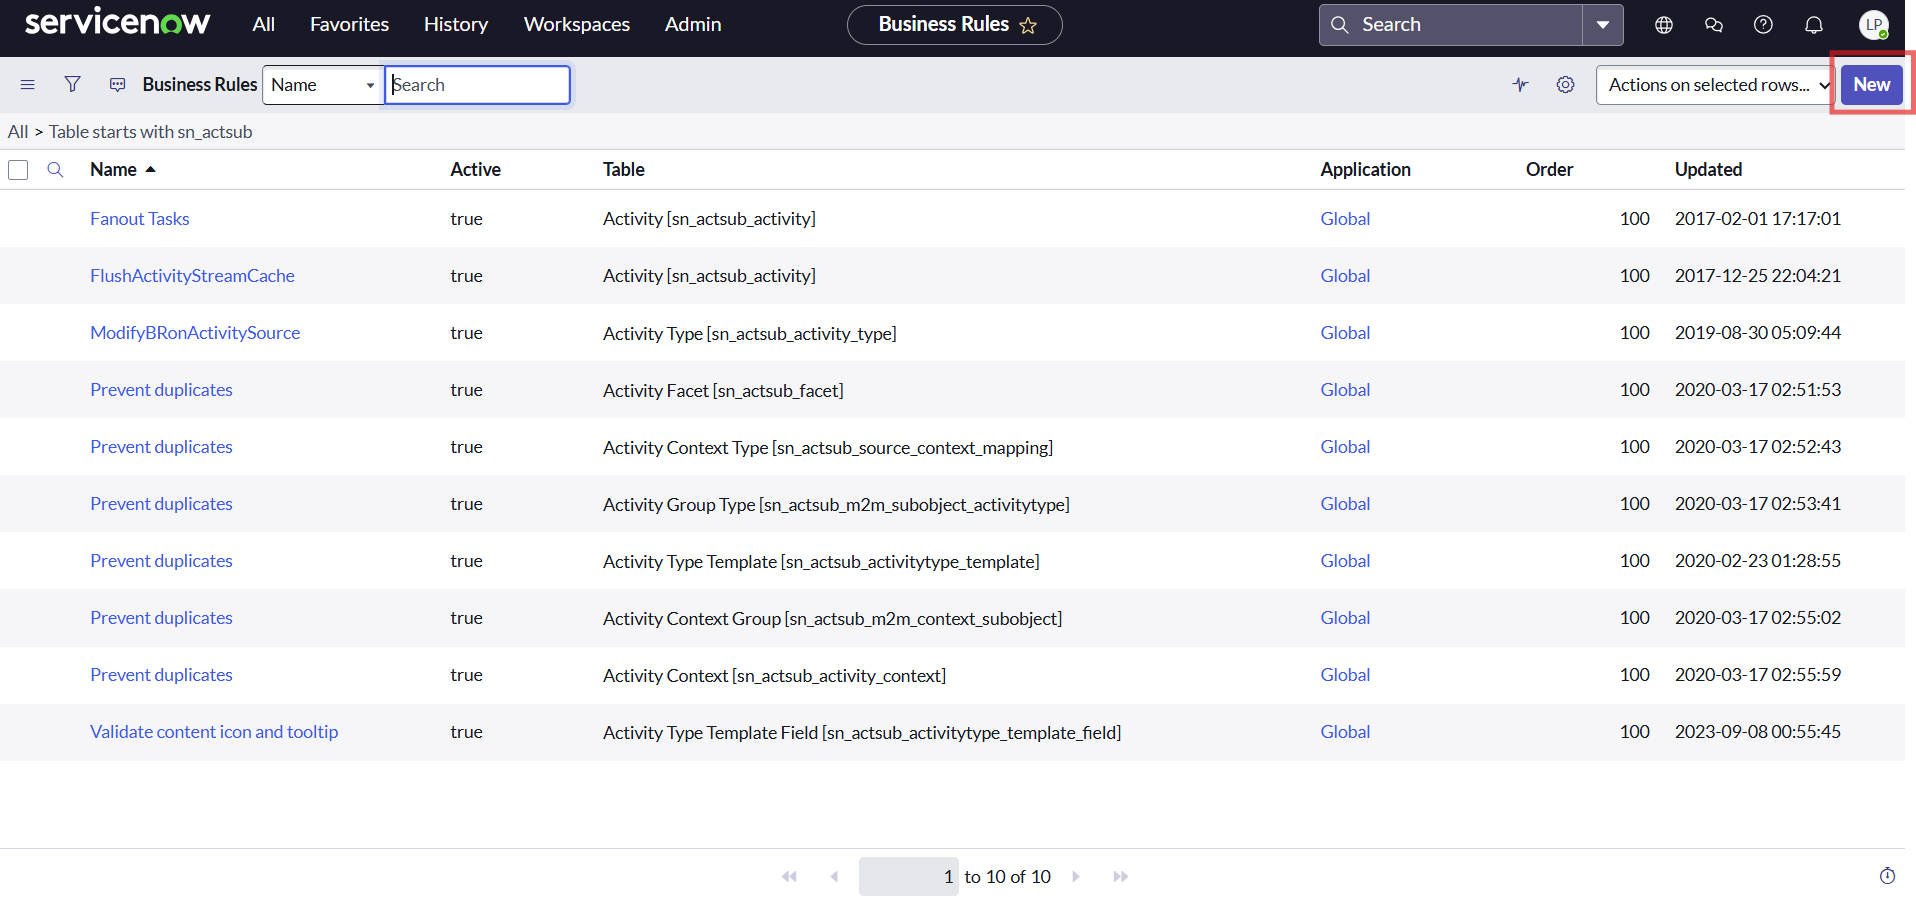 servicenow All Favorites History Workspaces Admin Business Rules Search LP
Business Rules Name Search Actions on selected rows... New
All > Table starts with sn_actsub
Name Active Table Application Order Updated
Fanout Tasks true Activity [sn_actsub_activity] Global 100 2017-02-01 17:17:01
FlushActivityStreamCache true Activity [sn_actsub_activity] Global 100 2017-12-25 22:04:21
ModifyBRonActivitySource true Activity Type [sn_actsub_activity_type] Global 100 2019-08-30 05:09:44
Prevent duplicates true Activity Facet [sn_actsub_facet] Global 100 2020-03-17 02:51:53
Prevent duplicates true Activity Context Type [sn_actsub_source_context_mapping] Global 100 2020-03-17 02:52:43
Prevent duplicates true Activity Group Type [sn_actsub_m2m_subobject_activitytype] Global 100 2020-03-17 02:53:41
Prevent duplicates true Activity Type Template [sn_actsub_activitytype_template] Global 100 2020-02-23 01:28:55
Prevent duplicates true Activity Context Group [sn_actsub_m2m_context_subobject] Global 100 2020-03-17 02:55:02
Prevent duplicates true Activity Context [sn_actsub_activity_context] Global 100 2020-03-17 02:55:59
Validate content icon and tooltip true Activity Type Template Field [sn_actsub_activitytype_template_field] Global 100 2023-09-08 00:55:45
1 to 10 of 10